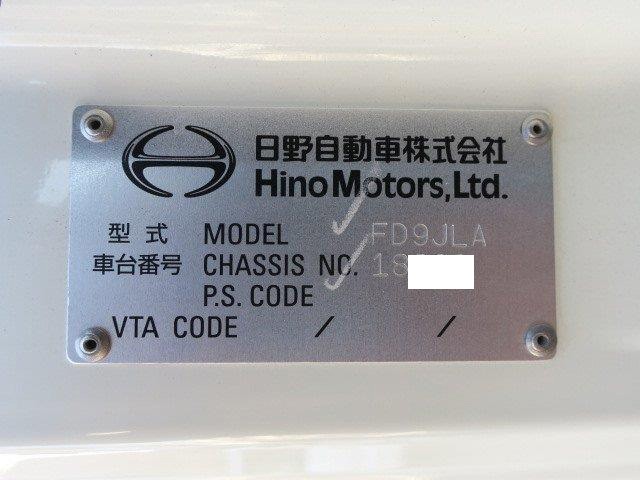 日野自動車株式会社
Hino Motors, Ltd.
型式 MODEL FD9JLA
車台番号 CHASSIS NO. 18
P.S. CODE
VTA CODE / /